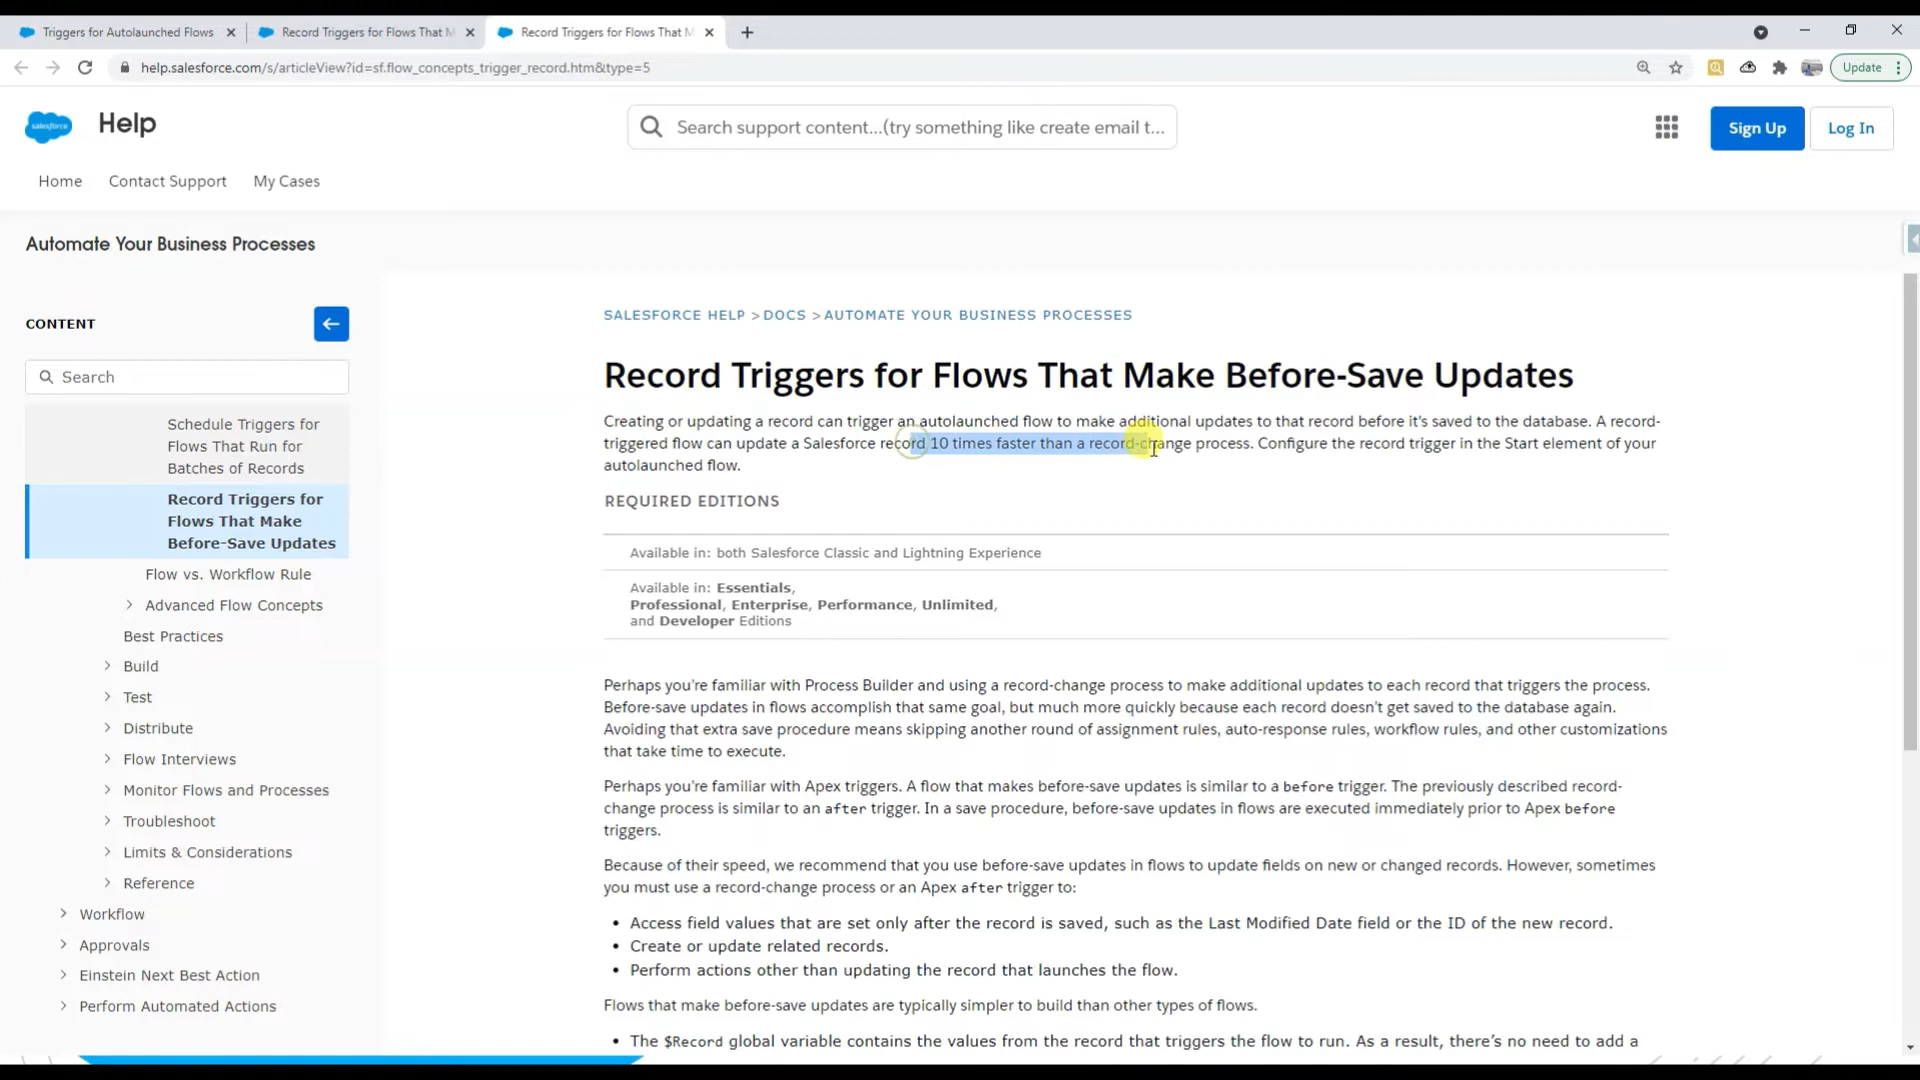 Triggers for Autolaunched Flows
Record Triggers for Flows That M
Record Triggers for Flows That M
help.salesforce.com/s/articleView?id=sf.flow_concepts_trigger_record.htm&type=5
Update
salesforce
Help
Search support content...(try something like create email t...
Sign Up
Log In
Home
Contact Support
My Cases
Automate Your Business Processes
CONTENT
Search
Schedule Triggers for
Flows That Run for
Batches of Records
Record Triggers for
Flows That Make
Before-Save Updates
Flow vs. Workflow Rule
Advanced Flow Concepts
Best Practices
Build
Test
Distribute
Flow Interviews
Monitor Flows and Processes
Troubleshoot
Limits & Considerations
Reference
Workflow
Approvals
Einstein Next Best Action
Perform Automated Actions
SALESFORCE HELP > DOCS > AUTOMATE YOUR BUSINESS PROCESSES
Record Triggers for Flows That Make Before-Save Updates
Creating or updating a record can trigger an autolaunched flow to make additional updates to that record before it's saved to the database. A record-
triggered flow can update a Salesforce record 10 times faster than a record-change process. Configure the record trigger in the Start element of your
autolaunched flow.
REQUIRED EDITIONS
Available in: both Salesforce Classic and Lightning Experience
Available in: Essentials,
Professional, Enterprise, Performance, Unlimited,
and Developer Editions
Perhaps you're familiar with Process Builder and using a record-change process to make additional updates to each record that triggers the process.
Before-save updates in flows accomplish that same goal, but much more quickly because each record doesn't get saved to the database again.
Avoiding that extra save procedure means skipping another round of assignment rules, auto-response rules, workflow rules, and other customizations
that take time to execute.
Perhaps you're familiar with Apex triggers. A flow that makes before-save updates is similar to a before trigger. The previously described record-
change process is similar to an after trigger. In a save procedure, before-save updates in flows are executed immediately prior to Apex before
triggers.
Because of their speed, we recommend that you use before-save updates in flows to update fields on new or changed records. However, sometimes
you must use a record-change process or an Apex after trigger to:
• Access field values that are set only after the record is saved, such as the Last Modified Date field or the ID of the new record.
• Create or update related records.
• Perform actions other than updating the record that launches the flow.
Flows that make before-save updates are typically simpler to build than other types of flows.
• The $Record global variable contains the values from the record that triggers the flow to run. As a result, there's no need to add a